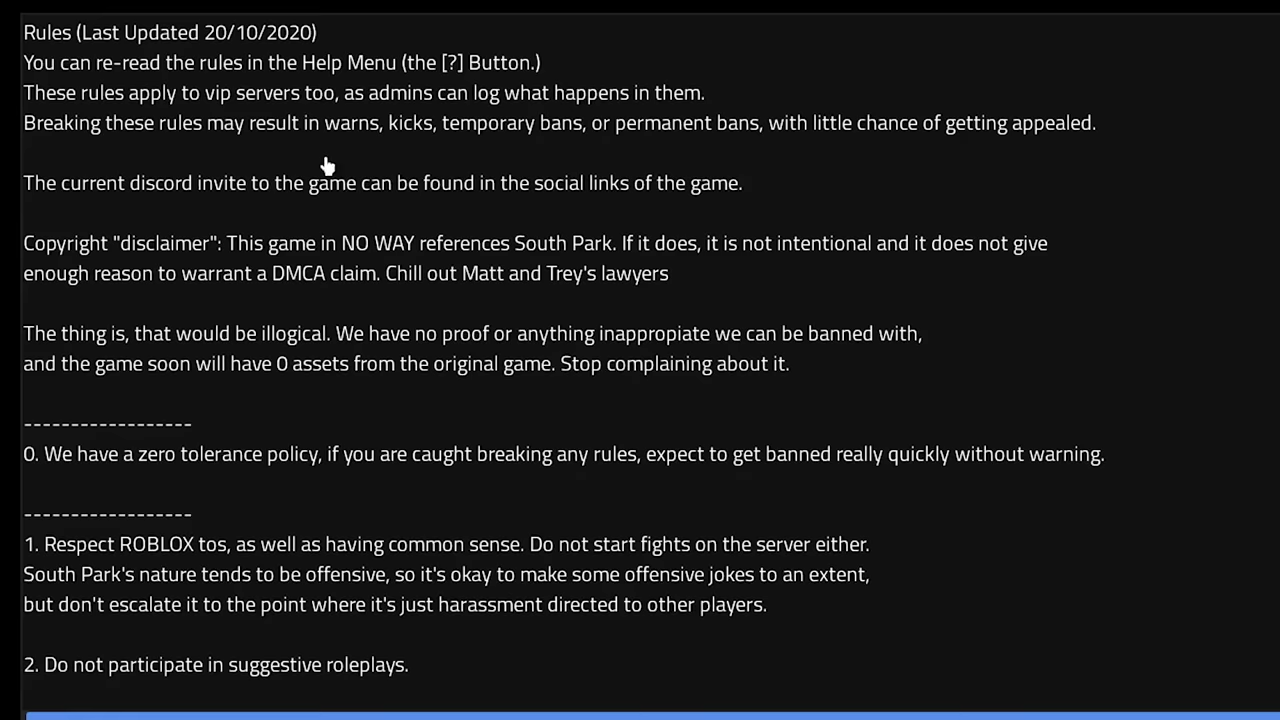 Rules (Last Updated 20/10/2020)
You can re-read the rules in the Help Menu (the [?] Button.)
These rules apply to vip servers too, as admins can log what happens in them.
Breaking these rules may result in warns, kicks, temporary bans, or permanent bans, with little chance of getting appealed.
The current discord invite to the game can be found in the social links of the game.
Copyright "disclaimer": This game in NO WAY references South Park. If it does, it is not intentional and it does not give
enough reason to warrant a DMCA claim. Chill out Matt and Trey's lawyers
The thing is, that would be illogical. We have no proof or anything inappropiate we can be banned with,
and the game soon will have 0 assets from the original game. Stop complaining about it.
------------------
0. We have a zero tolerance policy, if you are caught breaking any rules, expect to get banned really quickly without warning.
------------------
1. Respect ROBLOX tos, as well as having common sense. Do not start fights on the server either.
South Park's nature tends to be offensive, so it's okay to make some offensive jokes to an extent,
but don't escalate it to the point where it's just harassment directed to other players.
2. Do not participate in suggestive roleplays.